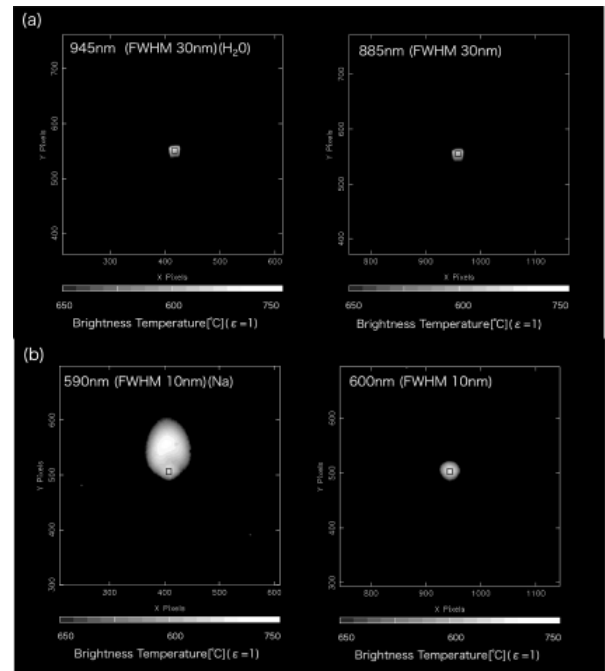 (a)
945nm (FWHM 30nm)(H₂0)
885nm (FWHM 30nm)
700
600
500
400
Y Pixels
300
400
500
600
X Pixels
650
600
750
Brightness Temperature[℃](ε=1)
700
600
500
400
Y Pixels
800
900
1000
1100
X Pixels
650
600
750
Brightness Temperature[℃](ε=1)
(b)
590nm (FWHM 10nm)(Na)
600nm (FWHM 10nm)
600
500
400
300
Y Pixels
300
400
500
600
X Pixels
650
600
750
Brightness Temperature[℃](ε=1)
600
500
400
300
Y Pixels
800
900
1000
1100
X Pixels
650
600
750
Brightness Temperature[℃](ε=1)